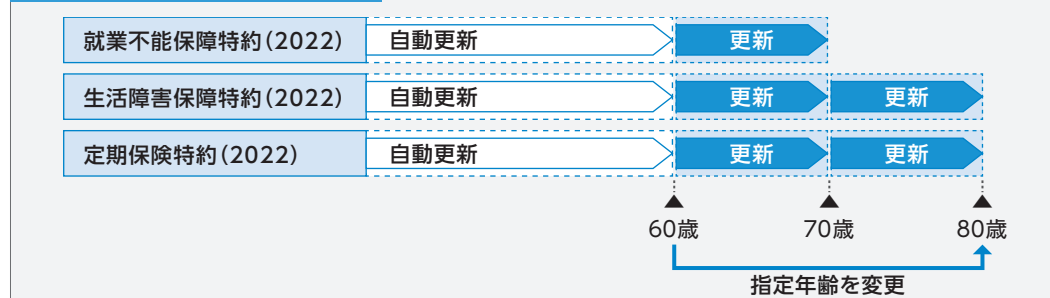 就業不能保障特約(2022) 自動更新 更新
生活障害保障特約(2022) 自動更新 更新 更新
定期保険特約(2022) 自動更新 更新 更新
60歳 70歳 80歳
指定年齢を変更